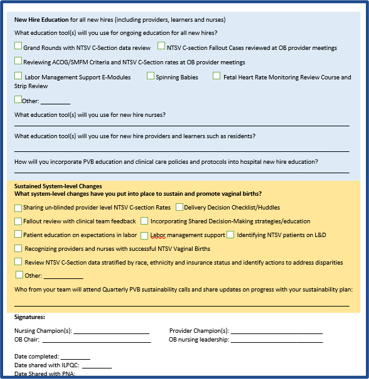 New Hire Education for all new hires (including providers, learners and nurses)
What education tool(s) will you use for ongoing education for all new hires?
Grand Rounds with NTSV C-Section data review NTSV C-section Fallout Cases reviewed at OB provider meetings
Reviewing ACOG/SMFM Criteria and NTSV C-Section rates at OB provider meetings
Labor Management Support E-Modules Spinning Babies Fetal Heart Rate Monitoring Review Course and
Strip Review
Other: ________
What education tool(s) will you use for new hire nurses?
What education tool(s) will you use for new hire providers and learners such as residents?
How will you incorporate PVB education and clinical care policies and protocols into hospital new hire education?
Sustained System-level Changes
What system-level changes have you put into place to sustain and promote vaginal births?
Sharing un-blinded provider level NTSV C-Section Rates Delivery Decision Checklist/Huddles
Fallout review with clinical team feedback Incorporating Shared Decision-Making strategies/education
Patient education on expectations in labor Labor management support Identifying NTSV patients on L&D
Recognizing providers and nurses with successful NTSV Vaginal Births
Review NTSV C-Section data stratified by race, ethnicity and insurance status and identify actions to address disparities
Other: __________
Who from your team will attend Quarterly PVB sustainability calls and share updates on progress with your sustainability plan:
Signatures:
Nursing Champion(s): ____________ Provider Champion(s): ____________
OB Chair: ____________ OB nursing leadership: ____________
Date completed: ________
Date shared with ILPQC: ________
Date Shared with PNA: ________